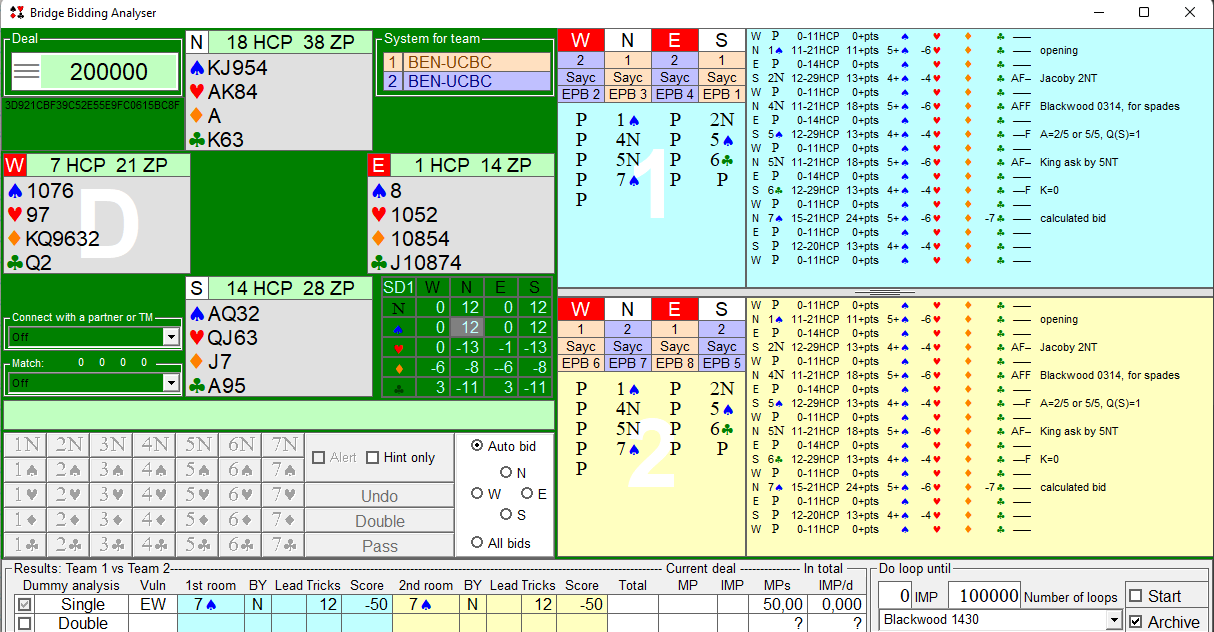 Bridge Bidding Analyser
Deal
200000
3D921CBF39C52E55E9FC0615BC8F
N 18 HCP 38 ZP
♠KJ954
♥AK84
♦A
♣K63
System for team
1 BEN-UCBC
2 BEN-UCBC
W 7 HCP 21 ZP
♠1076
♥97
♦KQ9632
♣Q2
D
E 1 HCP 14 ZP
♠8
♥1052
♦10854
♣J10874
S 14 HCP 28 ZP
♠AQ32
♥QJ63
♦J7
♣A95
Connect with a partner or TM
Off
Match: 0 0 0 0
Off
SD1 W N E S
N 0 12 0 12
♠ 0 12 0 12
♥ 0 -13 -1 -13
♦ -6 -8 --6 -8
♣ 3 -11 3 -11
1N 2N 3N 4N 5N 6N 7N
1♠ 2♠ 3♠ 4♠ 5♠ 6♠ 7♠
1♥ 2♥ 3♥ 4♥ 5♥ 6♥ 7♥
1♦ 2♦ 3♦ 4♦ 5♦ 6♦ 7♦
1♣ 2♣ 3♣ 4♣ 5♣ 6♣ 7♣
Alert Hint only
Undo
Double
Pass
Auto bid
N
W E
S
All bids
W N E S
2 1 2 1
Sayc Sayc Sayc Sayc
EPB 2 EPB 3 EPB 4 EPB 1
P 1♠ P 2N
P 4N P 5♠
P 5N P 6♣
P 7♠ P P
P
1
W P 0-11HCP 0+pts ♠ ♥ ♦ ♣ ——
N 1♠ 11-21HCP 11+pts 5+♠ -6♥ ♦ ♣ —— opening
E P 0-14HCP 0+pts ♠ ♥ ♦ ♣ ——
S 2N 12-29HCP 13+pts 4+♠ -4♥ ♦ ♣ AF– Jacoby 2NT
W P 0-11HCP 0+pts ♠ ♥ ♦ ♣ ——
N 4N 11-21HCP 18+pts 5+♠ -6♥ ♦ ♣ AFF Blackwood 0314, for spades
E P 0-14HCP 0+pts ♠ ♥ ♦ ♣ ——
S 5♠ 12-29HCP 13+pts 4+♠ -4♥ ♦ ♣ —F A=2/5 or 5/5, Q(S)=1
W P 0-11HCP 0+pts ♠ ♥ ♦ ♣ ——
N 5N 11-21HCP 18+pts 5+♠ -6♥ ♦ ♣ AF– King ask by 5NT
E P 0-14HCP 0+pts ♠ ♥ ♦ ♣ ——
S 6♣ 12-29HCP 13+pts 4+♠ -4♥ ♦ ♣ —F K=0
W P 0-11HCP 0+pts ♠ ♥ ♦ ♣ ——
N 7♠ 15-21HCP 24+pts 5+♠ -6♥ ♦ -7♣ —— calculated bid
E P 0-14HCP 0+pts ♠ ♥ ♦ ♣ ——
S P 12-20HCP 13+pts 4+♠ -4♥ ♦ ♣ ——
W P 0-11HCP 0+pts ♠ ♥ ♦ ♣ ——
W N E S
1 2 1 2
Sayc Sayc Sayc Sayc
EPB 6 EPB 7 EPB 8 EPB 5
P 1♠ P 2N
P 4N P 5♠
P 5N P 6♣
P 7♠ P P
P
2
W P 0-11HCP 0+pts ♠ ♥ ♦ ♣ ——
N 1♠ 11-21HCP 11+pts 5+♠ -6♥ ♦ ♣ —— opening
E P 0-14HCP 0+pts ♠ ♥ ♦ ♣ ——
S 2N 12-29HCP 13+pts 4+♠ -4♥ ♦ ♣ AF– Jacoby 2NT
W P 0-11HCP 0+pts ♠ ♥ ♦ ♣ ——
N 4N 11-21HCP 18+pts 5+♠ -6♥ ♦ ♣ AFF Blackwood 0314, for spades
E P 0-14HCP 0+pts ♠ ♥ ♦ ♣ ——
S 5♠ 12-29HCP 13+pts 4+♠ -4♥ ♦ ♣ —F A=2/5 or 5/5, Q(S)=1
W P 0-11HCP 0+pts ♠ ♥ ♦ ♣ ——
N 5N 11-21HCP 18+pts 5+♠ -6♥ ♦ ♣ AF– King ask by 5NT
E P 0-14HCP 0+pts ♠ ♥ ♦ ♣ ——
S 6♣ 12-29HCP 13+pts 4+♠ -4♥ ♦ ♣ —F K=0
W P 0-11HCP 0+pts ♠ ♥ ♦ ♣ ——
N 7♠ 15-21HCP 24+pts 5+♠ -6♥ ♦ -7♣ —— calculated bid
E P 0-14HCP 0+pts ♠ ♥ ♦ ♣ ——
S P 12-20HCP 13+pts 4+♠ -4♥ ♦ ♣ ——
W P 0-11HCP 0+pts ♠ ♥ ♦ ♣ ——
Results: Team 1 vs Team 2 Current deal In total
Dummy analysis Vuln 1st room BY Lead Tricks Score 2nd room BY Lead Tricks Score Total MP IMP MPs IMP/d
Single EW 7♠ N 12 -50 7♠ N 12 -50 50,00 0,000
Double ? ?
Do loop until
0 IMP 100000 Number of loops Start
Blackwood 1430 Archive